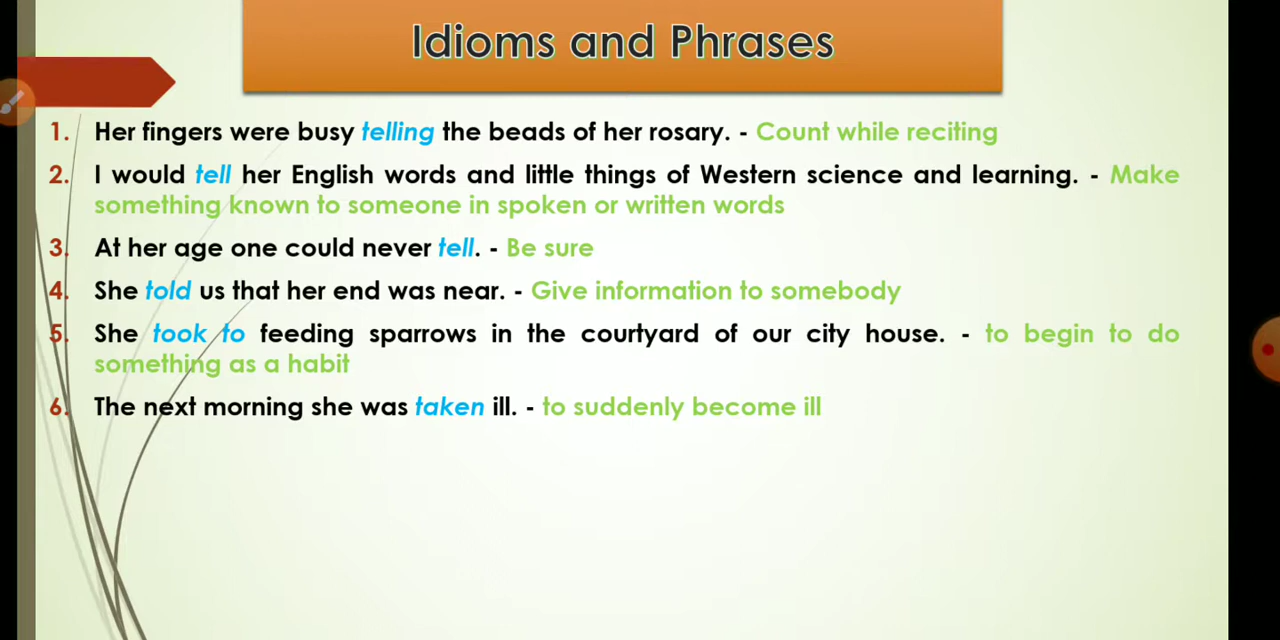 Idioms and Phrases
1. Her fingers were busy telling the beads of her rosary. - Count while reciting
2. I would tell her English words and little things of Western science and learning. - Make
something known to someone in spoken or written words
3. At her age one could never tell. - Be sure
4. She told us that her end was near. - Give information to somebody
5. She took to feeding sparrows in the courtyard of our city house. - to begin to do
something as a habit
6. The next morning she was taken ill. - to suddenly become ill